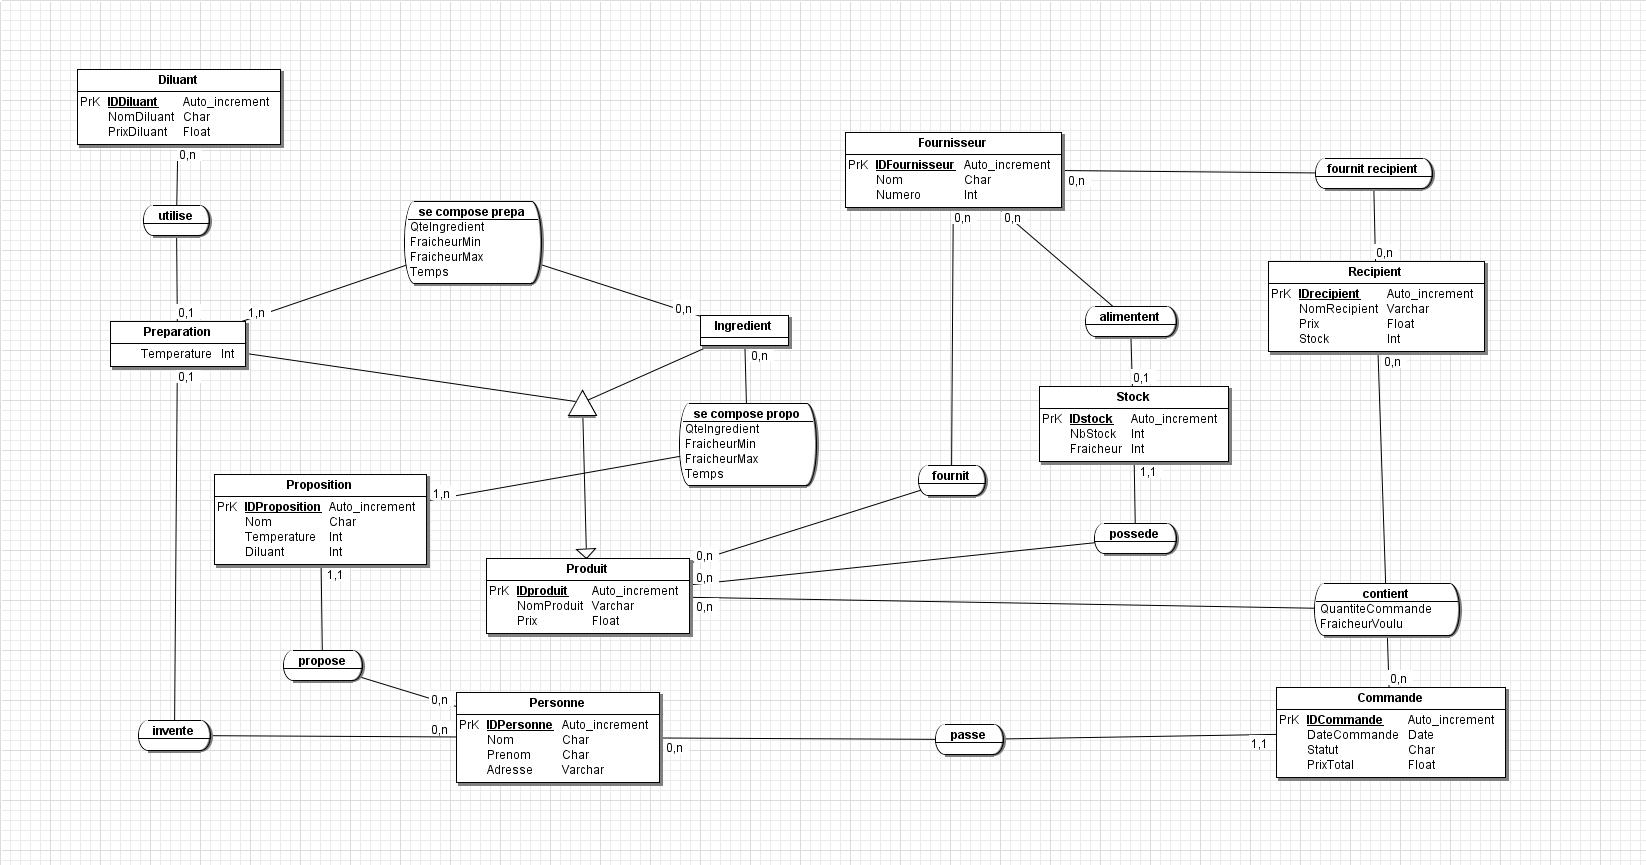 Diluant
PrK IDDiluant Auto_increment
NomDiluant Char
PrixDiluant Float
0,n
utilise
0,1
se compose prepa
QteIngredient
FraicheurMin
FraicheurMax
Temps
1,n
0,n
Preparation
Temperature Int
0,1
Ingredient
0,n
se compose propo
QteIngredient
FraicheurMin
FraicheurMax
Temps
1,n
Fournisseur
PrK IDFournisseur Auto_increment
Nom Char
Numero Int
0,n
0,n
0,n
fournit recipient
0,n
Recipient
PrK IDrecipient Auto_increment
NomRecipient Varchar
Prix Float
Stock Int
0,n
alimentent
0,1
Stock
PrK IDstock Auto_increment
NbStock Int
Fraicheur Int
1,1
fournit
possede
Proposition
PrK IDProposition Auto_increment
Nom Char
Temperature Int
Diluant Int
1,1
Produit
PrK IDproduit Auto_increment
NomProduit Varchar
Prix Float
0,n
0,n
0,n
contient
QuantiteCommande
FraicheurVoulu
0,n
propose
0,n
invente
0,n
Personne
PrK IDPersonne Auto_increment
Nom Char
Prenom Char
Adresse Varchar
0,n
passe
1,1
Commande
PrK IDCommande Auto_increment
DateCommande Date
Statut Char
PrixTotal Float